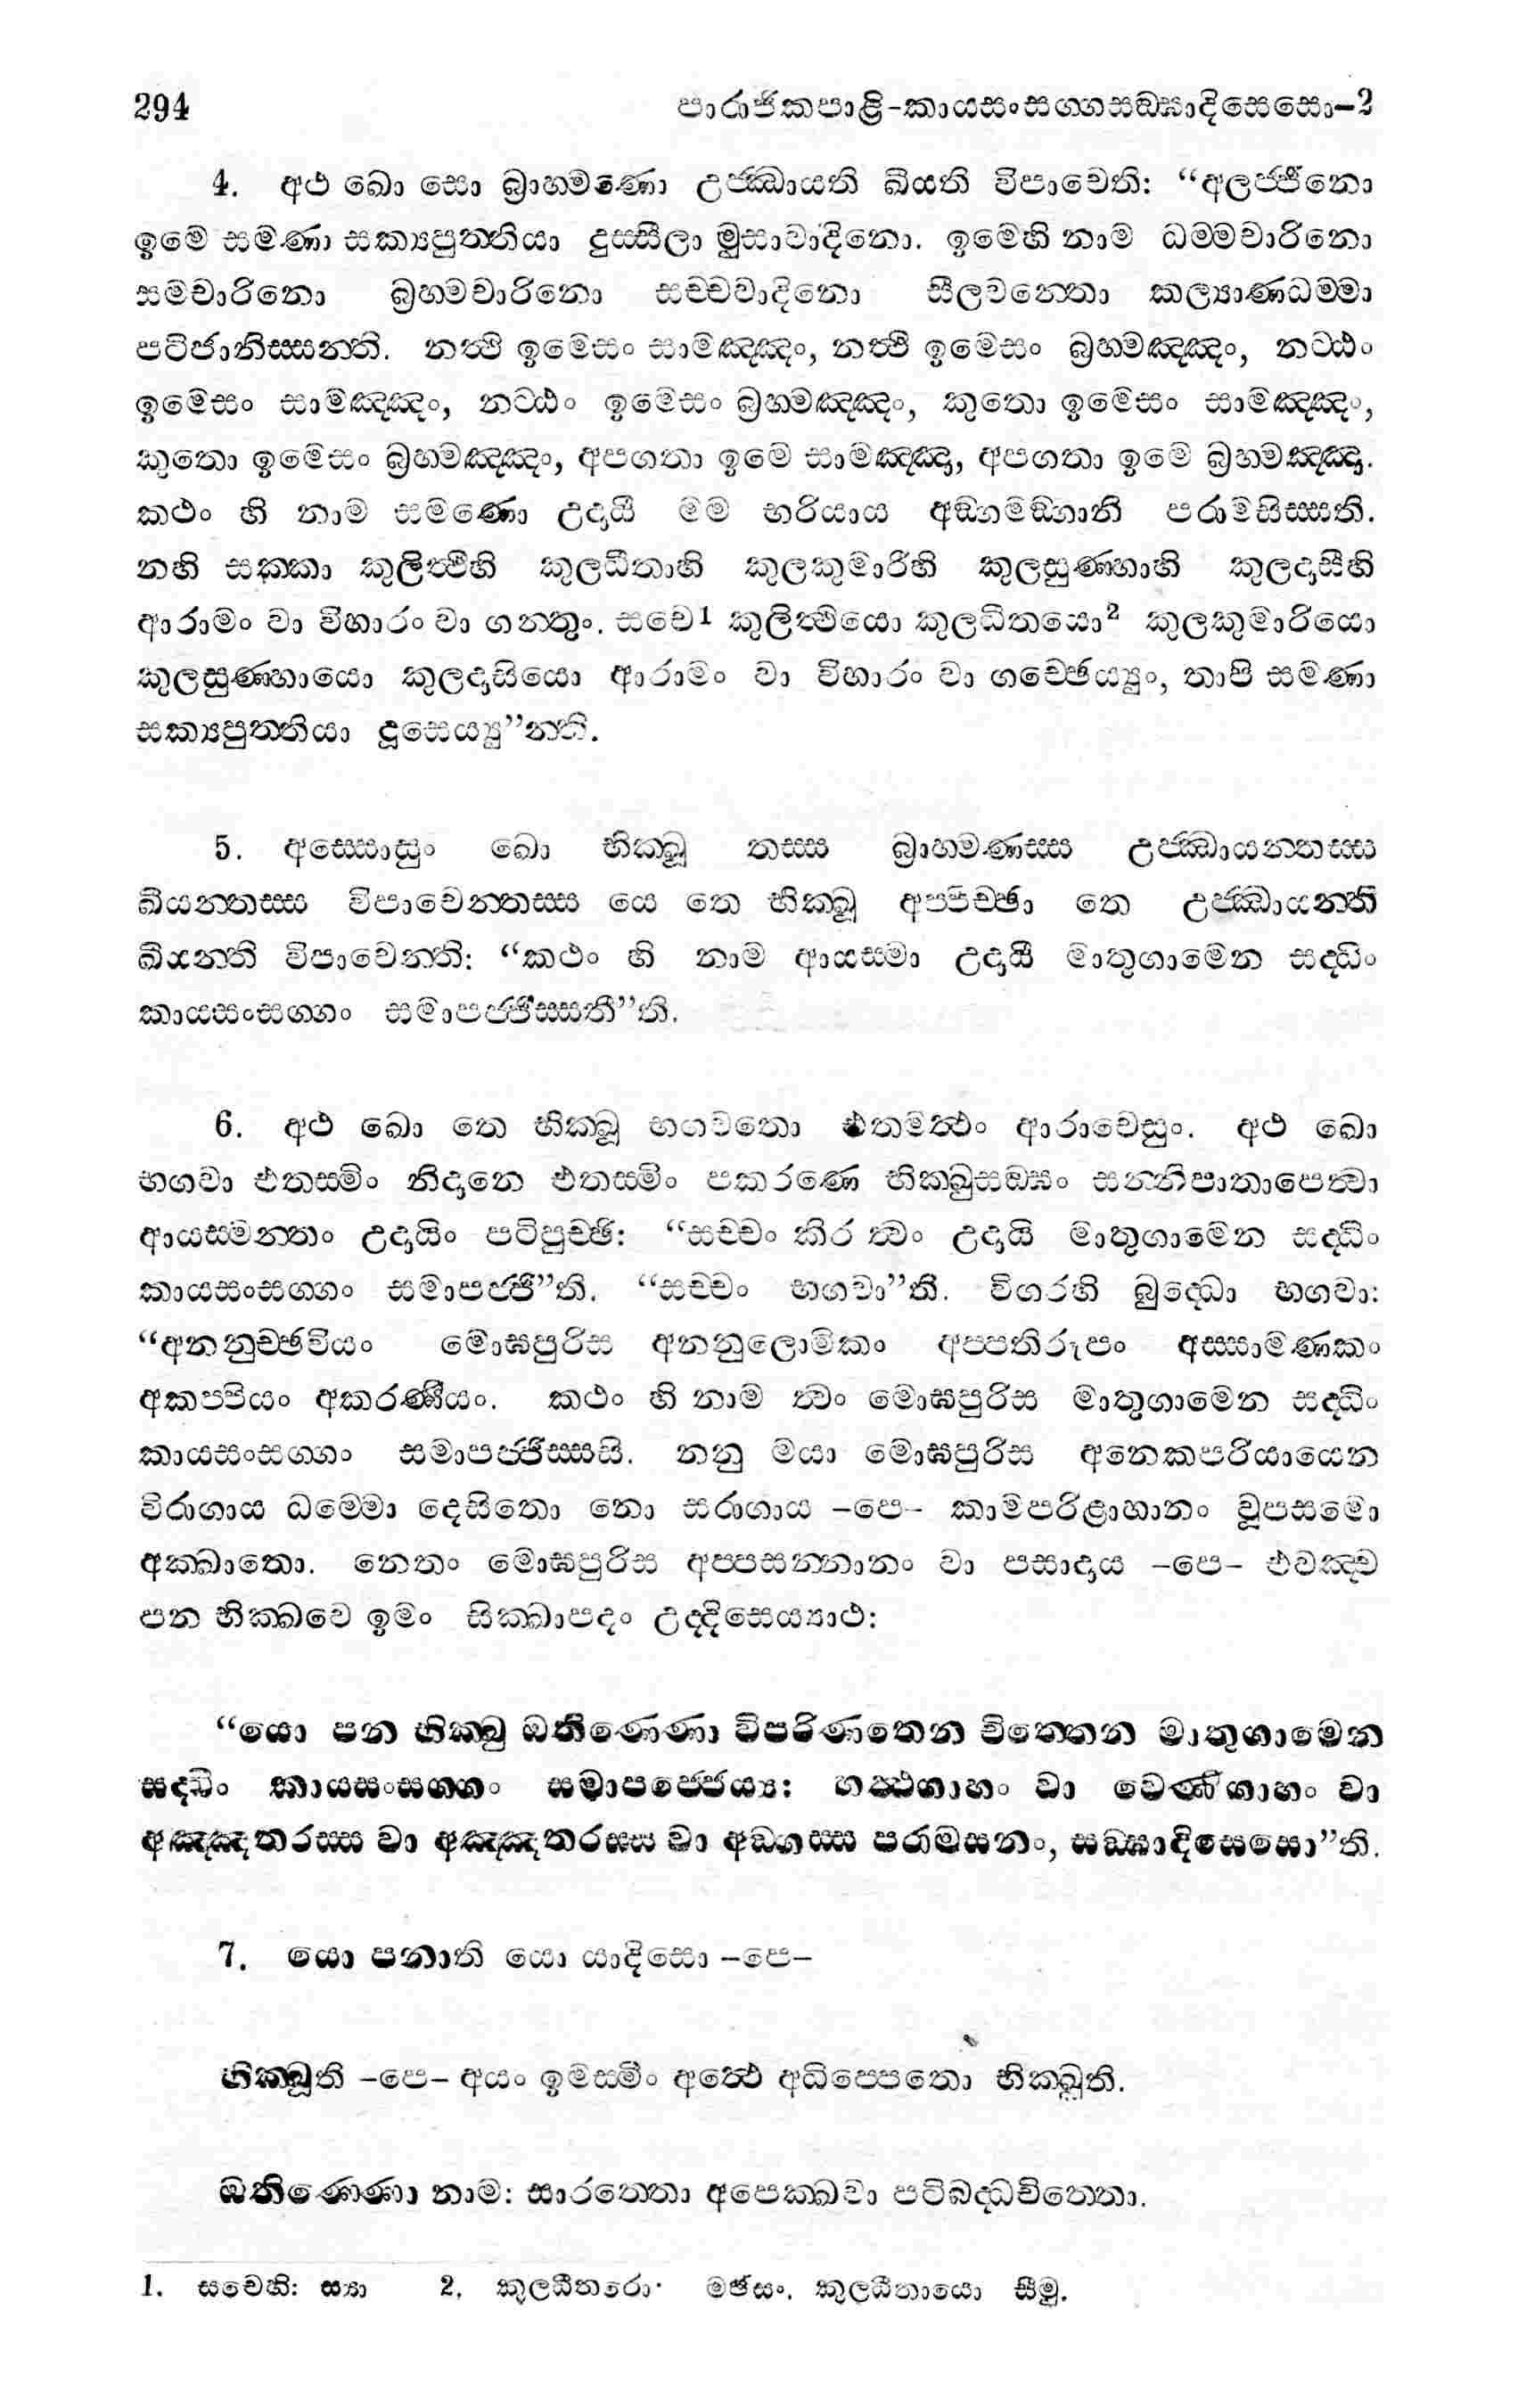 294 පාරාජිකපාළි-කායසංසග්ගසඞ්ඝාදිසෙසො–2
4. අථ ඛො සො බ්‍රාහමණො උජ්ඣායති ඛීයති විපාචෙති: “අලජ්ජිනො
ඉමෙ සමණා සක්‍යපුත්තියා දුස්සීලා මුසාවාදිනො. ඉමෙහි නාම ධම්මචාරිනො
සමචාරිනො බ්‍රහ්මචාරිනො සච්චවාදිනො සීලවන්තො කල්‍යාණධම්මා
පටිජානිස්සන්ති. නත්ථි ඉමෙසං සාමඤ්ඤං, නත්ථි ඉමෙසං බ්‍රහ්මඤ්ඤං, නට්ඨං
ඉමෙසං සාමඤ්ඤං, නට්ඨං ඉමෙසං බ්‍රහ්මඤ්ඤං, කුතො ඉමෙසං සාමඤ්ඤං,
කුතො ඉමෙසං බ්‍රහ්මඤ්ඤං, අපගතා ඉමෙ සාමඤ්ඤා, අපගතා ඉමෙ බ්‍රහ්මඤ්ඤා.
කථං හි නාම සමණො උදායී මම භරියාය අඞ්ගමඞ්ගානි පරාමසිස්සති.
නහි සක්කා කුලිත්ථීහි කුලධීතාහි කුලකුමාරීහි කුලසුණ්හාහි කුලදාසීහි
ආරාමං වා විහාරං වා ගන්තුං. සචෙ1 කුලිත්ථියො කුලධිතයො2 කුලකුමාරියො
කුලසුණ්හායො කුලදාසියො ආරාමං වා විහාරං වා ගච්ඡෙය්‍යුං, තාපි සමණා
සක්‍යපුත්තියා දූසෙය්‍යු”න්ති.
5. අස්සොසුං ඛො භික්ඛූ තස්ස බ්‍රාහ්මණස්ස උජ්ඣායන්තස්ස
ඛීයන්තස්ස විපාචෙන්තස්ස යෙ තෙ භික්ඛූ අප්පිච්ඡා තෙ උජ්ඣායන්ති
ඛීයන්ති විපාචෙන්ති: “කථං හි නාම ආයස්මා උදායී මාතුගාමෙන සද්ධිං
කායසංසග්ගං සමාපජ්ජිස්සතී”ති.
6. අථ ඛො තෙ භික්ඛූ භගවතො එතමත්ථං ආරාචෙසුං. අථ ඛො
භගවා එතස්මිං නිදානෙ එතස්මිං පකරණෙ භික්ඛුසඞ්ඝං සන්නිපාතාපෙත්වා
ආයස්මන්තං උදායිං පටිපුච්ඡි: “සච්චං කිර ත්වං උදායි මාතුගාමෙන සද්ධිං
කායසංසග්ගං සමාපජ්ජි”ති. “සච්චං භගවා”ති. විගරහි බුද්ධො භගවා:
“අනනුච්ඡවියං මොඝපුරිස අනනුලොමිකං අප්පතිරූපං අස්සාමණකං
අකප්පියං අකරණීයං. කථං හි නාම ත්වං මොඝපුරිස මාතුගාමෙන සද්ධිං
කායසංසග්ගං සමාපජ්ජිස්සසි. නනු මයා මොඝපුරිස අනෙකපරියායෙන
විරාගාය ධම්මො දෙසිතො නො සරාගාය –පෙ– කාමපරිළාහානං වූපසමො
අක්ඛාතො. නෙතං මොඝපුරිස අප්පසන්නානං වා පසාදාය –පෙ– එවඤ්ච
පන භික්ඛවෙ ඉමං සික්ඛාපදං උද්දිසෙය්‍යාථ:
“යො පන භික්ඛු ඔතිණ්ණො විපරිණතෙන චිත්තෙන මාතුගාමෙන
සද්ධිං කායසංසග්ගං සමාපජ්ජෙය්‍ය: හත්ථගාහං වා වෙණිගාහං වා
අඤ්ඤතරස්ස වා අඤ්ඤතරස්ස වා අඞ්ගස්ස පරාමසනං, සඞ්ඝාදිසෙසො”ති.
7. යො පනාති යො යාදිසො –පෙ–
භික්ඛූති –පෙ– අයං ඉමස්මිං අත්ථෙ අධිප්පෙතො භික්ඛූති.
ඔතිණ්ණො නාම: සාරත්තො අපෙක්ඛවා පටිබද්ධචිත්තො.
1. සචෙහි: ස්‍යා 2. කුලධීතරො· මජසං. කුලධීතායො සීමු.